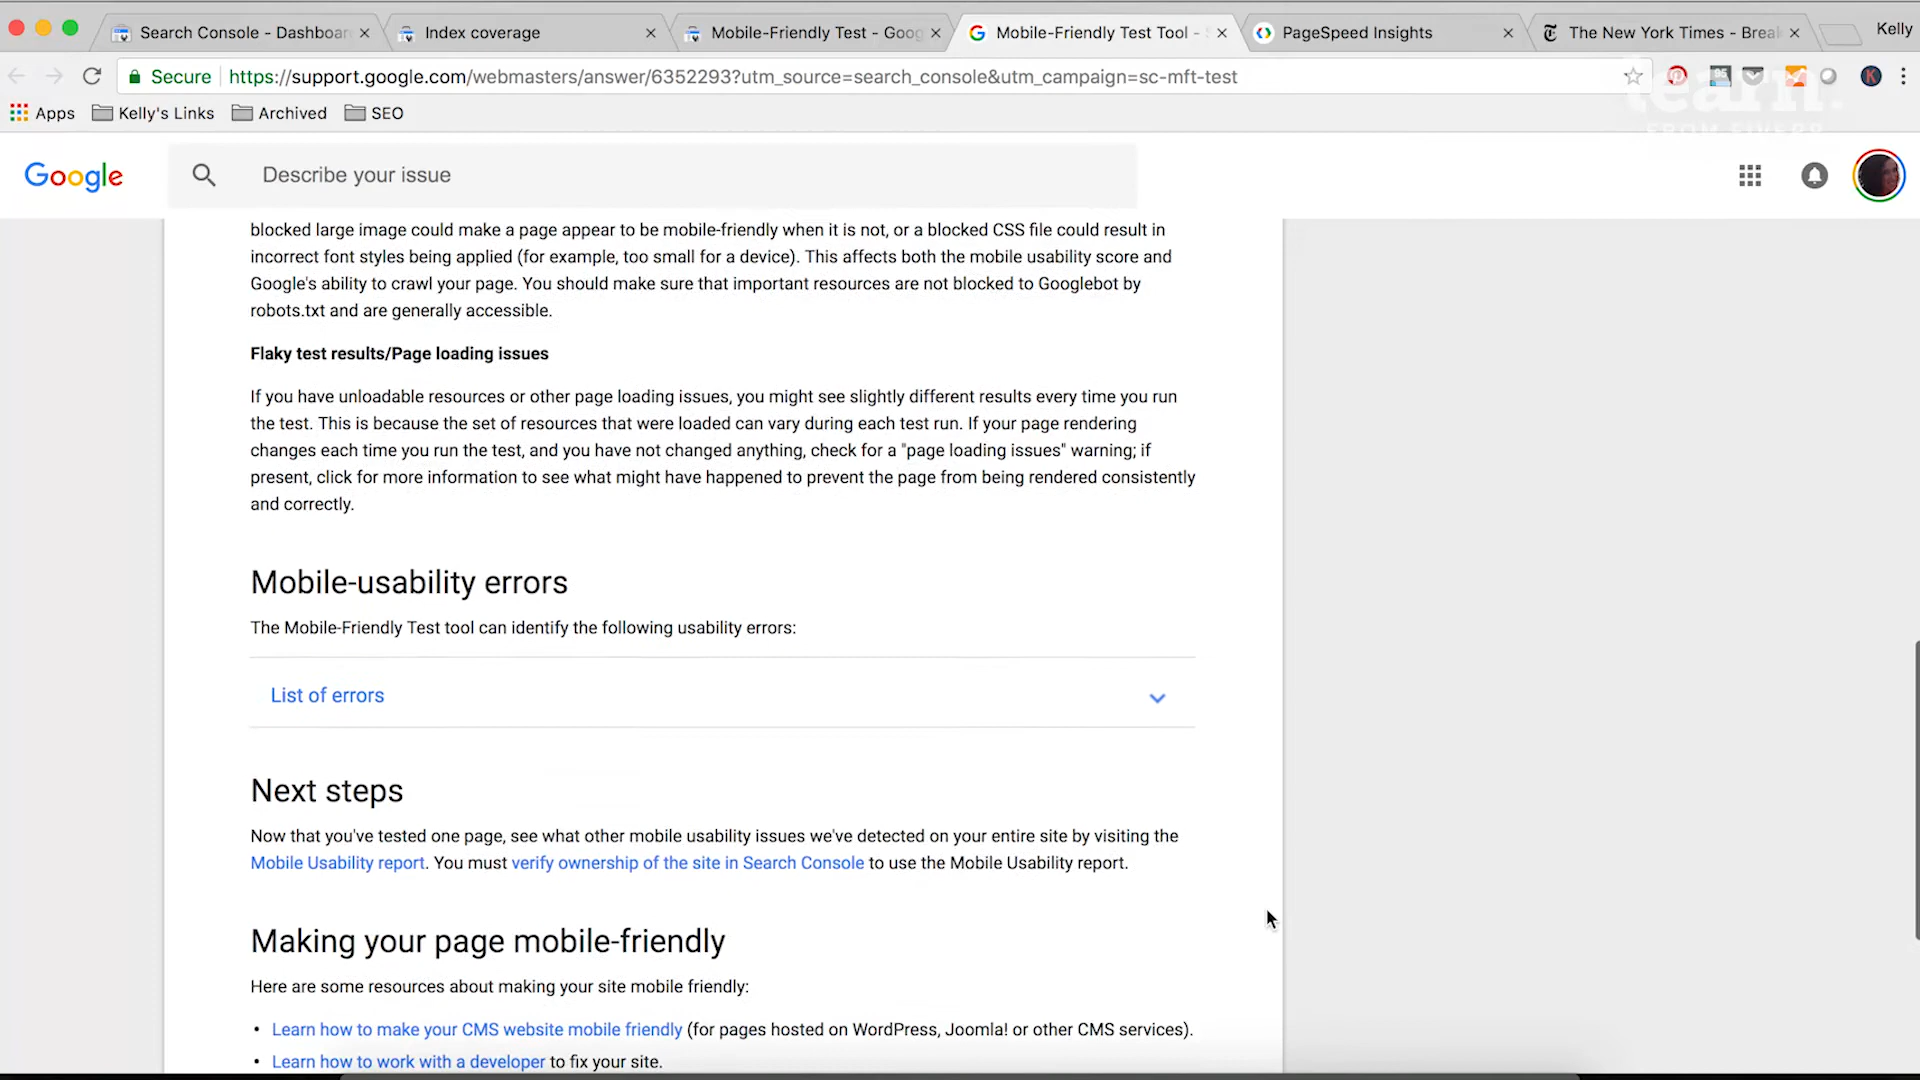 Search Console - Dashboar
Index coverage
Mobile-Friendly Test - Goog
Mobile-Friendly Test Tool - S
PageSpeed Insights
The New York Times - Breal
Kelly
Secure
https://support.google.com/webmasters/answer/6352293?utm_source=search_console&utm_campaign=sc-mft-test
learn.
FROM FIVERR
Apps
Kelly's Links
Archived
SEO
Google
Describe your issue
blocked large image could make a page appear to be mobile-friendly when it is not, or a blocked CSS file could result in
incorrect font styles being applied (for example, too small for a device). This affects both the mobile usability score and
Google's ability to crawl your page. You should make sure that important resources are not blocked to Googlebot by
robots.txt and are generally accessible.
Flaky test results/Page loading issues
If you have unloadable resources or other page loading issues, you might see slightly different results every time you run
the test. This is because the set of resources that were loaded can vary during each test run. If your page rendering
changes each time you run the test, and you have not changed anything, check for a "page loading issues" warning; if
present, click for more information to see what might have happened to prevent the page from being rendered consistently
and correctly.
Mobile-usability errors
The Mobile-Friendly Test tool can identify the following usability errors:
List of errors
Next steps
Now that you've tested one page, see what other mobile usability issues we've detected on your entire site by visiting the
Mobile Usability report. You must verify ownership of the site in Search Console to use the Mobile Usability report.
Making your page mobile-friendly
Here are some resources about making your site mobile friendly:
• Learn how to make your CMS website mobile friendly (for pages hosted on WordPress, Joomla! or other CMS services).
• Learn how to work with a developer to fix your site.